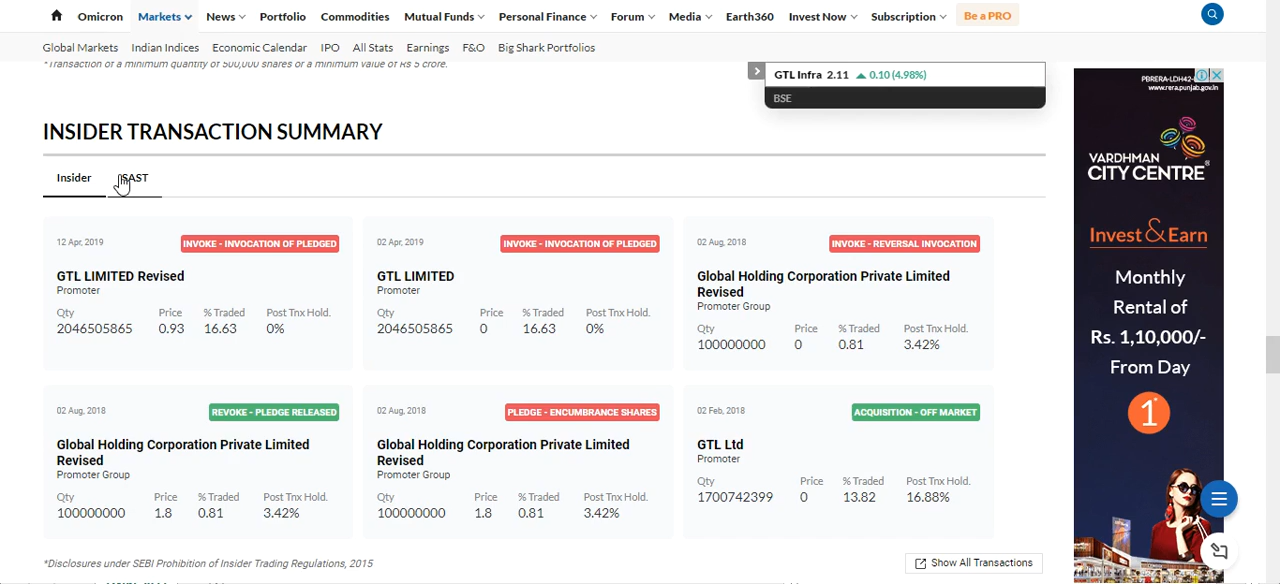 Omicron Markets News Portfolio Commodities Mutual Funds Personal Finance Forum Media Earth360 Invest Now Subscription Be a PRO
Global Markets Indian Indices Economic Calendar IPO All Stats Earnings F&O Big Shark Portfolios
*Transaction of a minimum quantity of 500,000 shares or a minimum value of Rs 5 crore.
GTL Infra 2.11 ▲ 0.10 (4.98%)
BSE
INSIDER TRANSACTION SUMMARY
Insider
12 Apr, 2019 INVOKE - INVOCATION OF PLEDGED
GTL LIMITED Revised
Promoter
Qty Price % Traded Post Tnx Hold.
2046505865 0.93 16.63 0%
02 Apr, 2019 INVOKE - INVOCATION OF PLEDGED
GTL LIMITED
Promoter
Qty Price % Traded Post Tnx Hold.
2046505865 0 16.63 0%
02 Aug, 2018 INVOKE - REVERSAL INVOCATION
Global Holding Corporation Private Limited
Revised
Promoter Group
Qty Price % Traded Post Tnx Hold.
100000000 0 0.81 3.42%
02 Aug, 2018 REVOKE - PLEDGE RELEASED
Global Holding Corporation Private Limited
Revised
Promoter Group
Qty Price % Traded Post Tnx Hold.
100000000 1.8 0.81 3.42%
02 Aug, 2018 PLEDGE - ENCUMBRANCE SHARES
Global Holding Corporation Private Limited
Revised
Promoter Group
Qty Price % Traded Post Tnx Hold.
100000000 1.8 0.81 3.42%
02 Feb, 2018 ACQUISITION - OFF MARKET
GTL Ltd
Promoter
Qty Price % Traded Post Tnx Hold.
1700742399 0 13.82 16.88%
*Disclosures under SEBI Prohibition of Insider Trading Regulations, 2015
Show All Transactions
PBRERA-LDH42-
www.rera.punjab.gov.in
VARDHMAN
CITY CENTRE®
Invest & Earn
Monthly
Rental of
Rs. 1,10,000/-
From Day
1